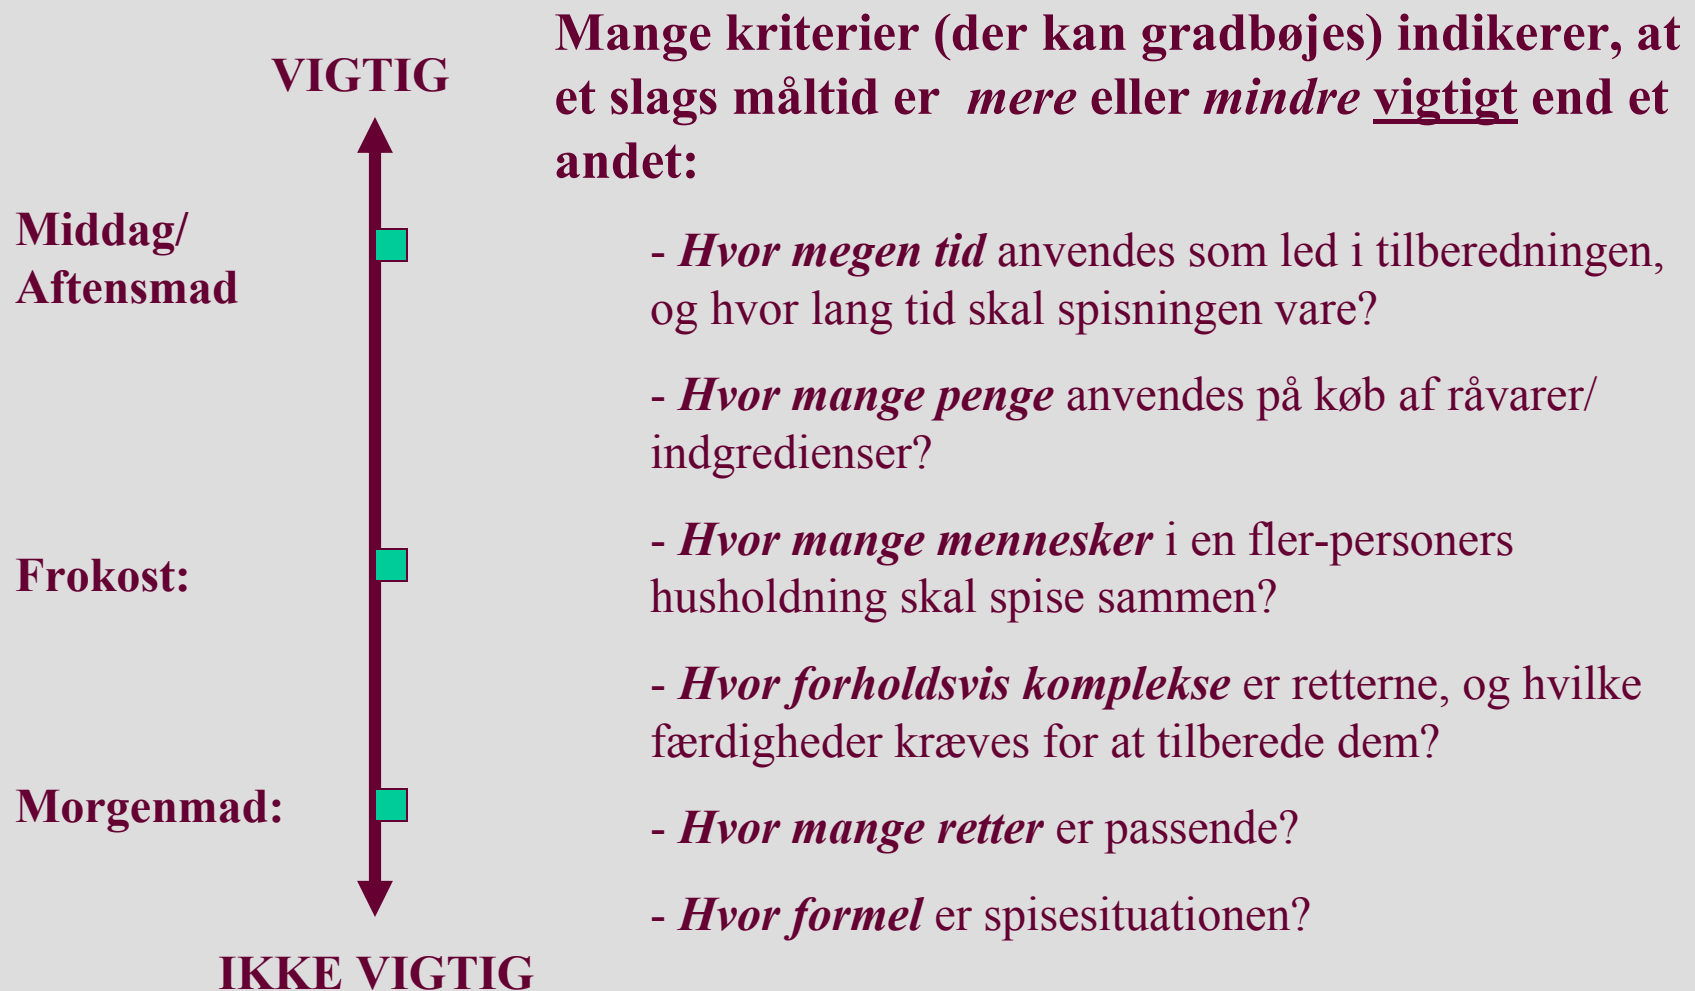 VIGTIG
Middag/
Aftensmad
Frokost:
Morgenmad:
IKKE VIGTIG
Mange kriterier (der kan gradbøjes) indikerer, at
et slags måltid er mere eller mindre vigtigt end et
andet:
- Hvor megen tid anvendes som led i tilberedningen,
og hvor lang tid skal spisningen vare?
- Hvor mange penge anvendes på køb af råvarer/
indgredienser?
- Hvor mange mennesker i en fler-personers
husholdning skal spise sammen?
- Hvor forholdsvis komplekse er retterne, og hvilke
færdigheder kræves for at tilberede dem?
- Hvor mange retter er passende?
- Hvor formel er spisesituationen?